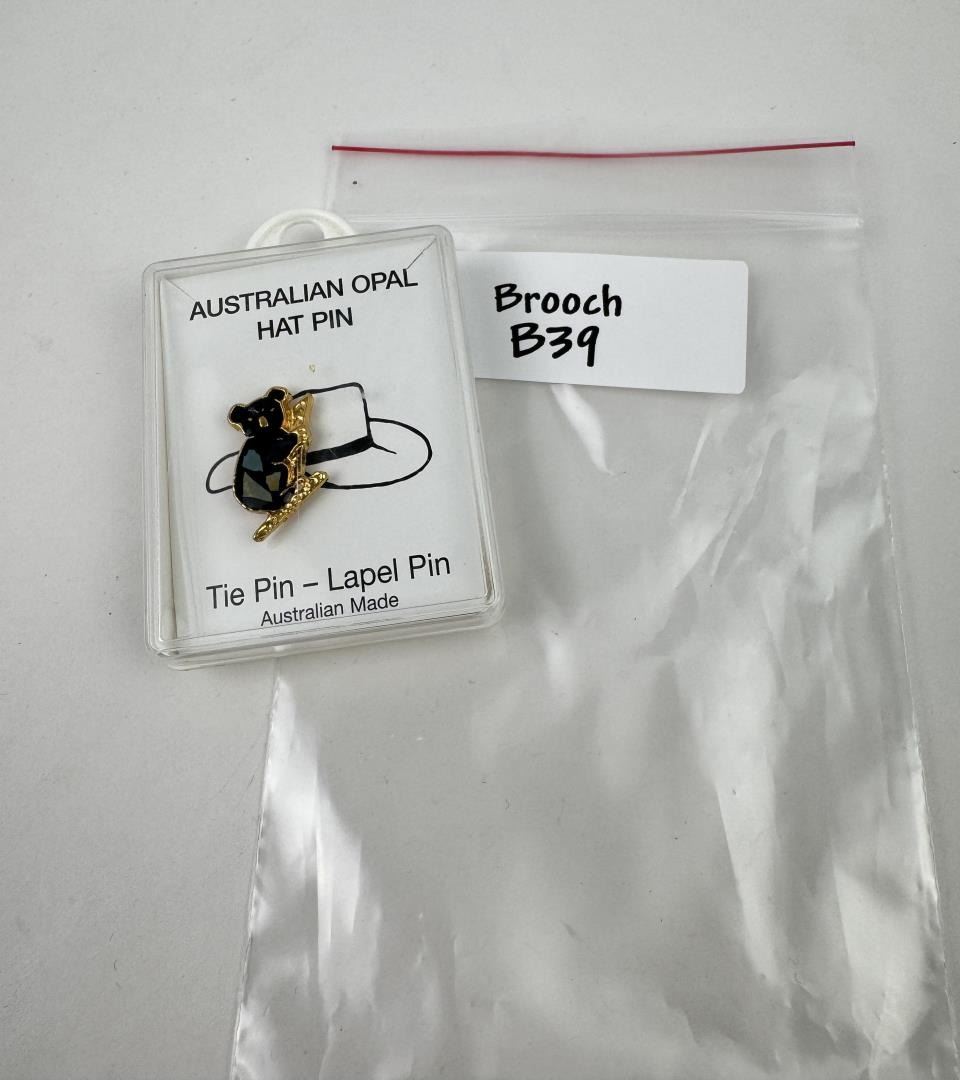 AUSTRALIAN OPAL
HAT PIN
Tie Pin – Lapel Pin
Australian Made
Brooch
B39